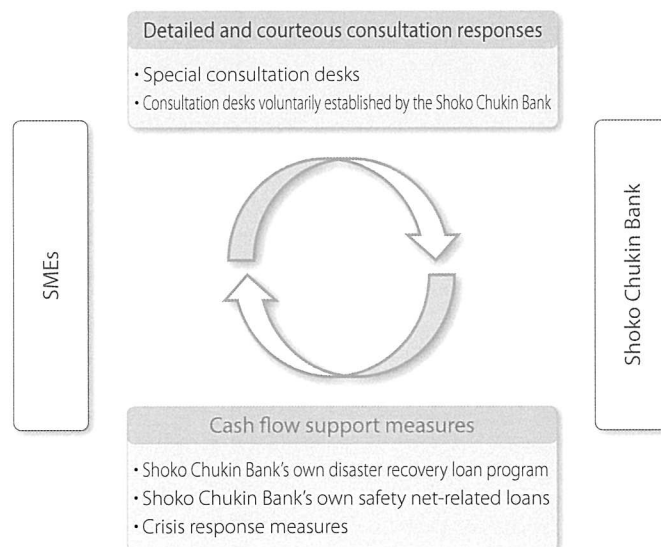 Detailed and courteous consultation responses
• Special consultation desks
• Consultation desks voluntarily established by the Shoko Chukin Bank
SMEs
Shoko Chukin Bank
Cash flow support measures
• Shoko Chukin Bank's own disaster recovery loan program
• Shoko Chukin Bank's own safety net-related loans
• Crisis response measures